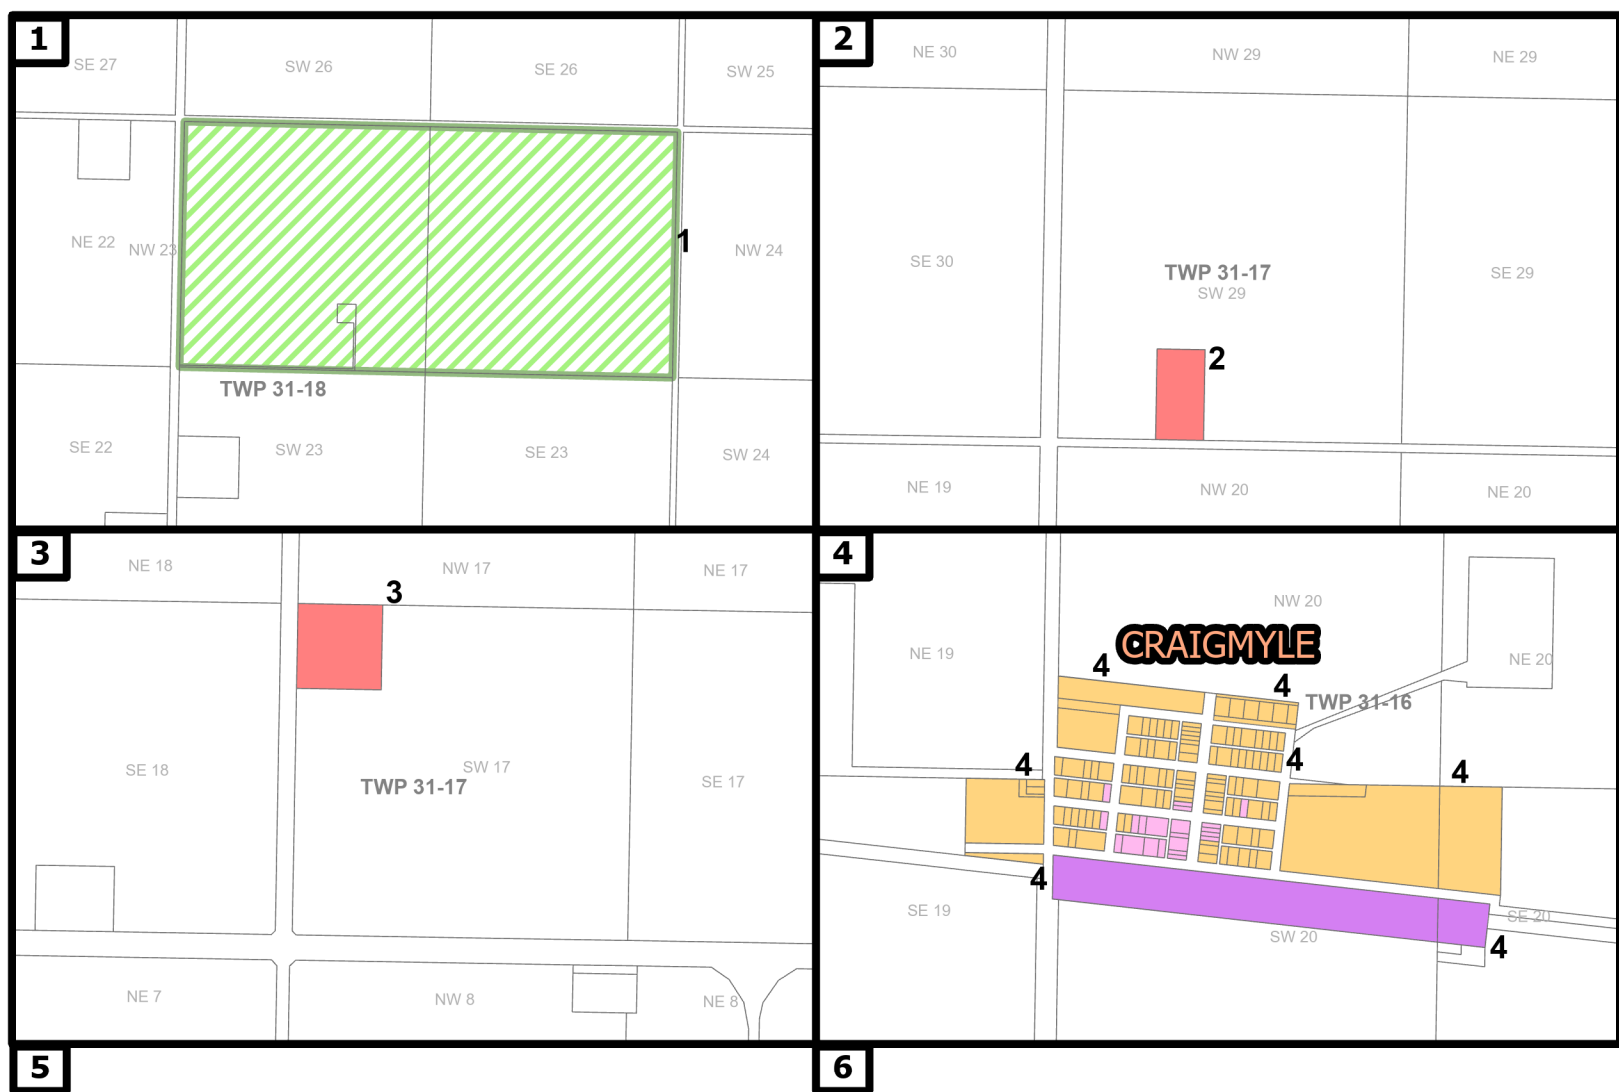 1
SE 27
SW 26
SE 26
SW 25
NE 22
NW 23
1
NW 24
TWP 31-18
SE 22
SW 23
SE 23
SW 24
2
NE 30
NW 29
NE 29
SE 30
TWP 31-17
SW 29
SE 29
2
NE 19
NW 20
NE 20
3
NE 18
NW 17
NE 17
3
SE 18
SW 17
TWP 31-17
SE 17
NE 7
NW 8
NE 8
4
NW 20
NE 19
CRAIGMYLE
NE 20
4
4
TWP 31-16
4
4
4
4
SE 19
SE 20
SW 20
4
5
6